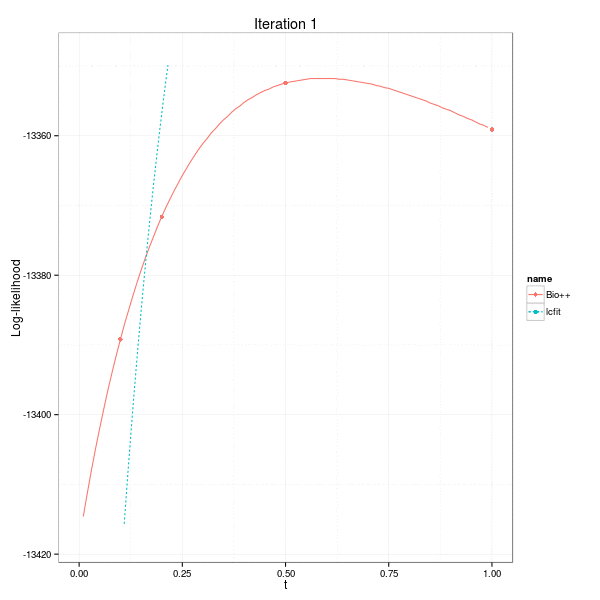 Iteration 1
Log-likelihood
-13360
-13380
-13400
-13420
0.00 0.25 0.50 0.75 1.00
t
name
Bio++
lcfit